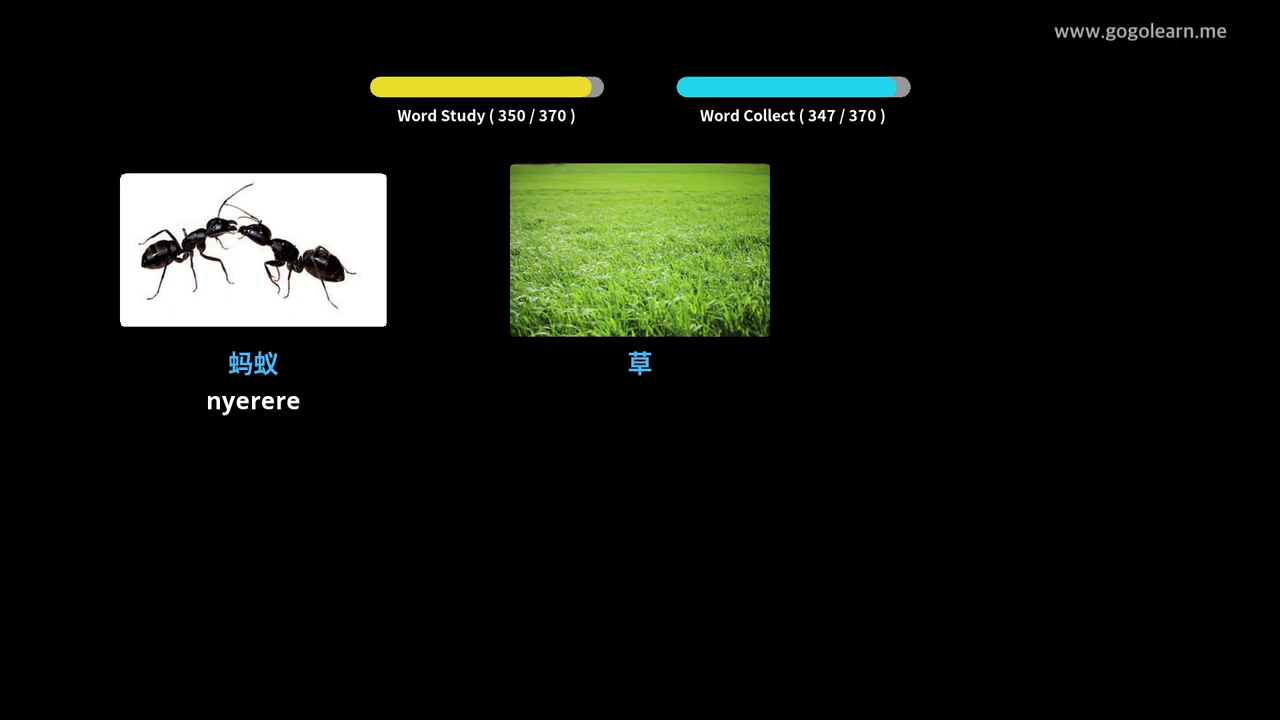 www.gogolearn.me
Word Study ( 350 / 370 )
Word Collect ( 347 / 370 )
蚂蚁
nyerere
草